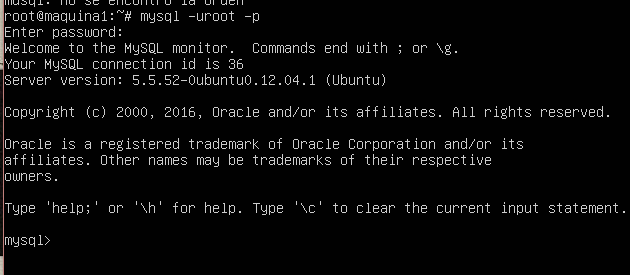 musql: no se encontró la orden
root@maquina1:~# mysql -uroot -p
Enter password:
Welcome to the MySQL monitor.  Commands end with ; or \g.
Your MySQL connection id is 36
Server version: 5.5.52-0ubuntu0.12.04.1 (Ubuntu)
Copyright (c) 2000, 2016, Oracle and/or its affiliates. All rights reserved.
Oracle is a registered trademark of Oracle Corporation and/or its
affiliates. Other names may be trademarks of their respective
owners.
Type 'help;' or '\h' for help. Type '\c' to clear the current input statement.
mysql>